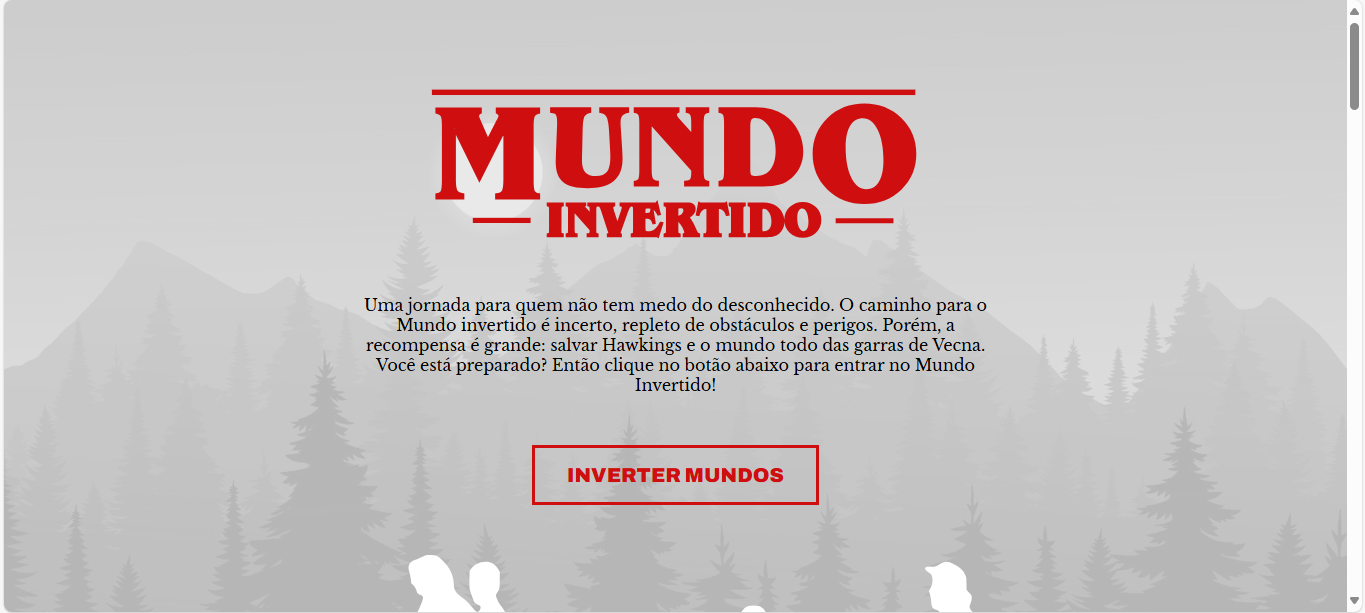 MUNDO
INVERTIDO
Uma jornada para quem não tem medo do desconhecido. O caminho para o
Mundo invertido é incerto, repleto de obstáculos e perigos. Porém, a
recompensa é grande: salvar Hawkings e o mundo todo das garras de Vecna.
Você está preparado? Então clique no botão abaixo para entrar no Mundo
Invertido!
INVERTER MUNDOS